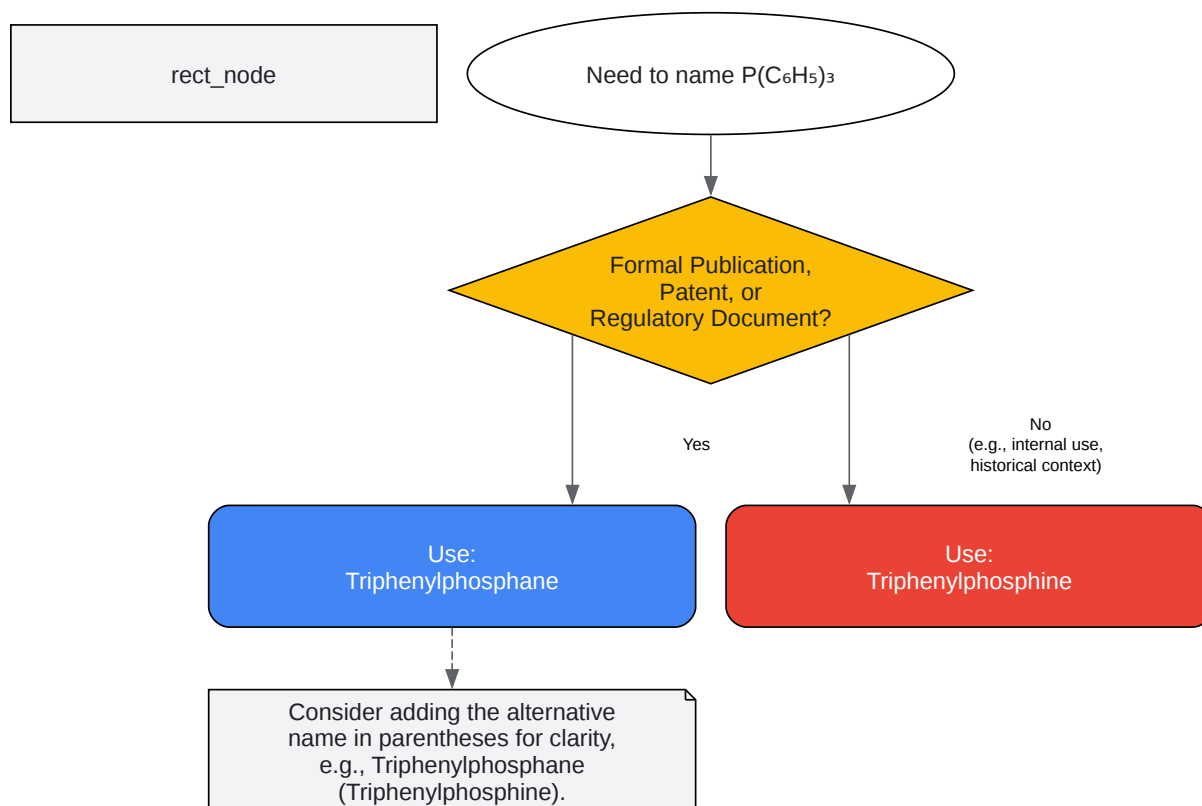 rect_node
Need to name P(C₆H₅)₃
Formal Publication,
Patent, or
Regulatory Document?
Yes
No
(e.g., internal use,
historical context)
Use:
Triphenylphosphane
Use:
Triphenylphosphine
Consider adding the alternative
name in parentheses for clarity,
e.g., Triphenylphosphane
(Triphenylphosphine).